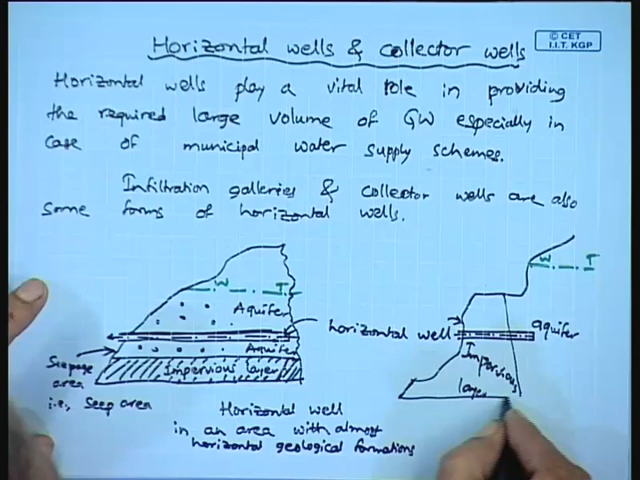 © CET
I.I.T. KGP
Horizontal wells & collector wells
Horizontal wells play a vital role in providing
the required large volume of GW especially in
case of municipal water supply schemes.
Infiltration galleries & collector wells are also
some forms of horizontal wells.
W T
Aquifer
Aquifer
Impervious layer
Seepage
area
i.e., Seep area
horizontal well
W T
aquifer
Impervious
layer
Horizontal well
in an area with almost
horizontal geological formations